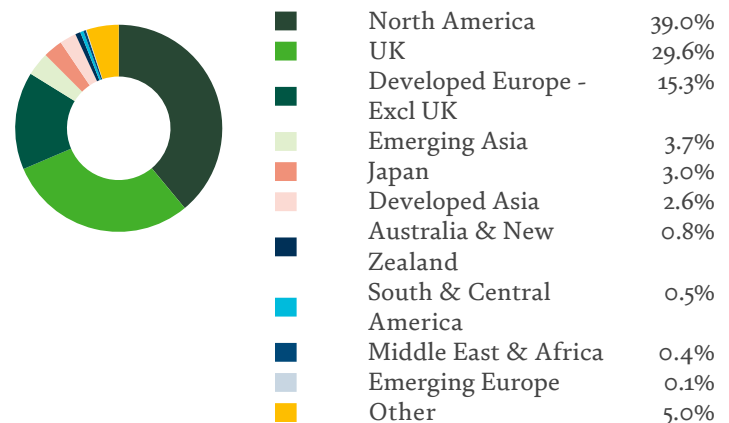 North America 39.0%
UK 29.6%
Developed Europe - 15.3%
Excl UK
Emerging Asia 3.7%
Japan 3.0%
Developed Asia 2.6%
Australia & New 0.8%
Zealand
South & Central 0.5%
America
Middle East & Africa 0.4%
Emerging Europe 0.1%
Other 5.0%